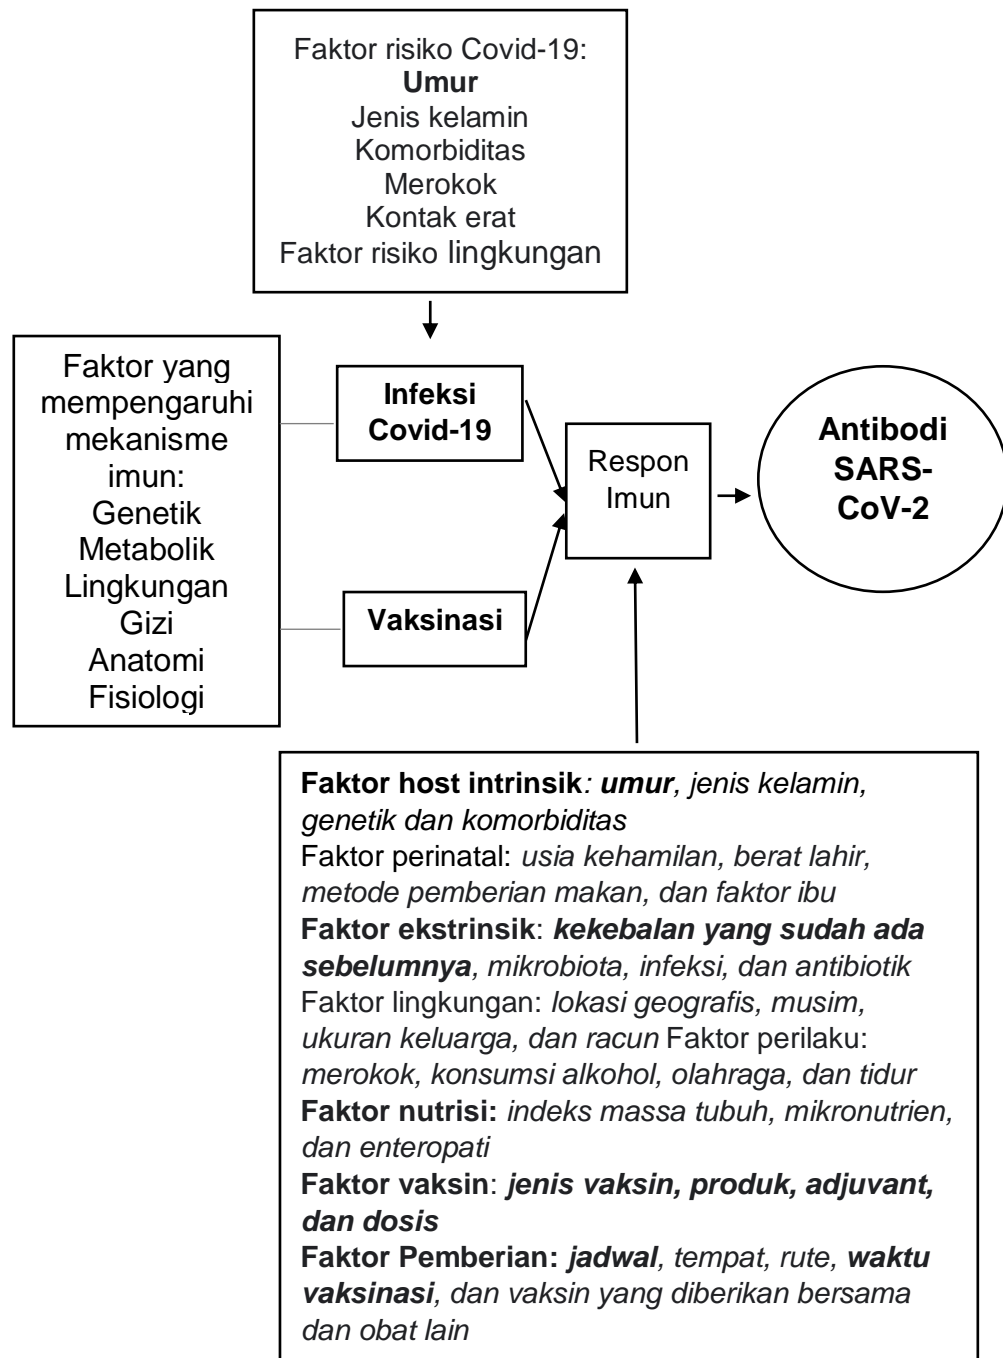 Faktor risiko Covid-19:
Umur
Jenis kelamin
Komorbiditas
Merokok
Kontak erat
Faktor risiko lingkungan
Faktor yang
mempengaruhi
mekanisme
imun:
Genetik
Metabolik
Lingkungan
Gizi
Anatomi
Fisiologi
Infeksi
Covid-19
Vaksinasi
Respon
Imun
Antibodi
SARS-
CoV-2
Faktor host intrinsik: umur, jenis kelamin,
genetik dan komorbiditas
Faktor perinatal: usia kehamilan, berat lahir,
metode pemberian makan, dan faktor ibu
Faktor ekstrinsik: kekebalan yang sudah ada
sebelumnya, mikrobiota, infeksi, dan antibiotik
Faktor lingkungan: lokasi geografis, musim,
ukuran keluarga, dan racun Faktor perilaku:
merokok, konsumsi alkohol, olahraga, dan tidur
Faktor nutrisi: indeks massa tubuh, mikronutrien,
dan enteropati
Faktor vaksin: jenis vaksin, produk, adjuvant,
dan dosis
Faktor Pemberian: jadwal, tempat, rute, waktu
vaksinasi, dan vaksin yang diberikan bersama
dan obat lain